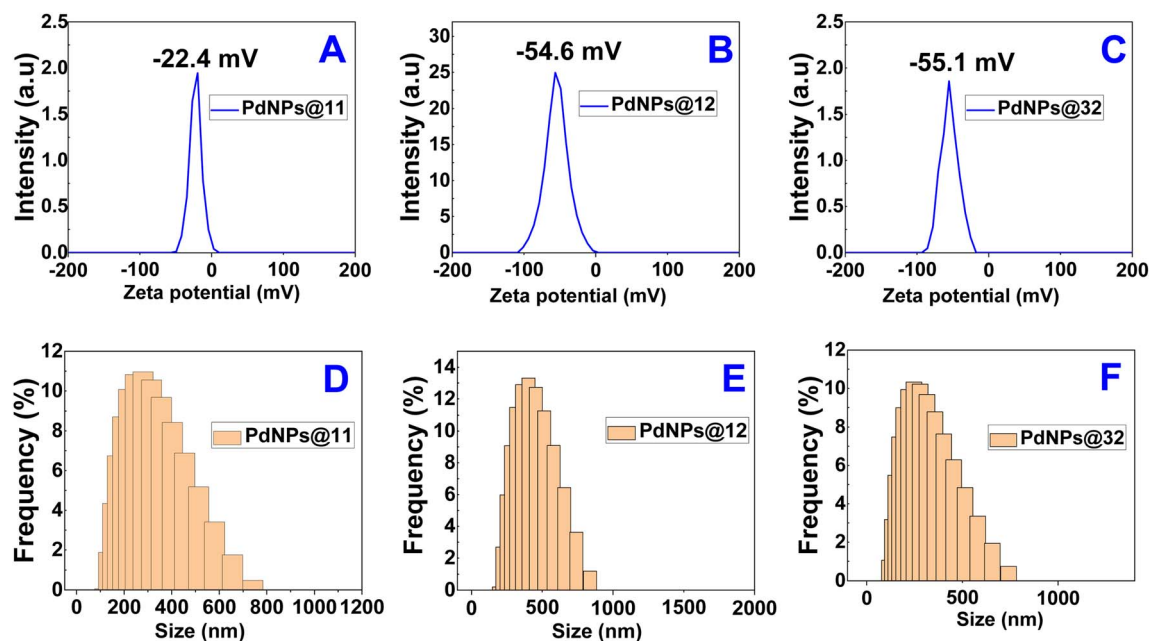 A
-22.4 mV
PdNPs@11
Intensity (a.u)
2.5
2.0
1.5
1.0
0.5
0.0
-200 -100 0 100 200
Zeta potential (mV)
B
-54.6 mV
PdNPs@12
Intensity (a.u)
30
25
20
15
10
5
0
-200 -100 0 100 200
Zeta potential (mV)
C
-55.1 mV
PdNPs@32
Intensity (a.u)
2.5
2.0
1.5
1.0
0.5
0.0
-200 -100 0 100 200
Zeta potential (mV)
D
PdNPs@11
Frequency (%)
12
10
8
6
4
2
0
0 200 400 600 800 1000 1200
Size (nm)
E
PdNPs@12
Frequency (%)
14
12
10
8
6
4
2
0
0 500 1000 1500 2000
Size (nm)
F
PdNPs@32
Frequency (%)
12
10
8
6
4
2
0
0 500 1000
Size (nm)